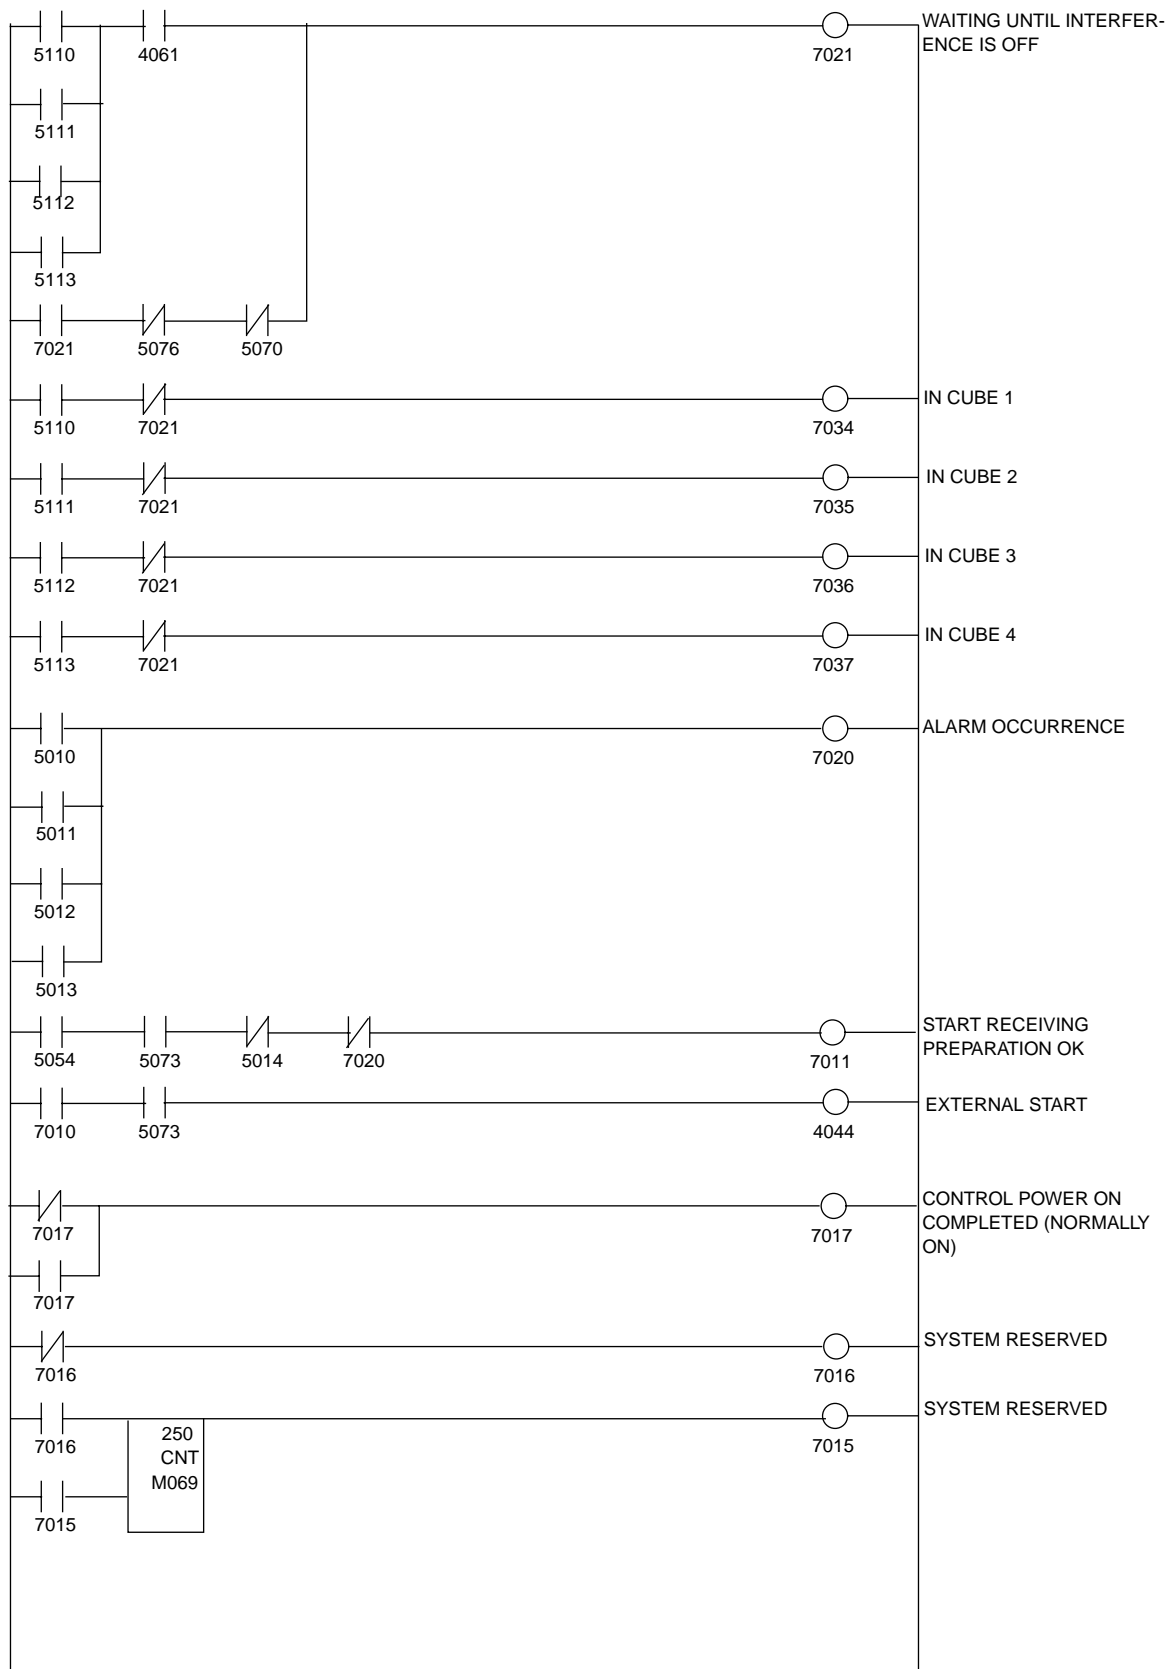 WAITING UNTIL INTERFER-
ENCE IS OFF
5110 4061 7021
5111
5112
5113
7021 5076 5070
IN CUBE 1
5110 7021 7034
IN CUBE 2
5111 7021 7035
IN CUBE 3
5112 7021 7036
IN CUBE 4
5113 7021 7037
ALARM OCCURRENCE
5010 7020
5011
5012
5013
START RECEIVING
PREPARATION OK
5054 5073 5014 7020 7011
EXTERNAL START
7010 5073 4044
CONTROL POWER ON
COMPLETED (NORMALLY
ON)
7017 7017
7017
SYSTEM RESERVED
7016 7016
SYSTEM RESERVED
7016 250 7015
CNT
M069
7015